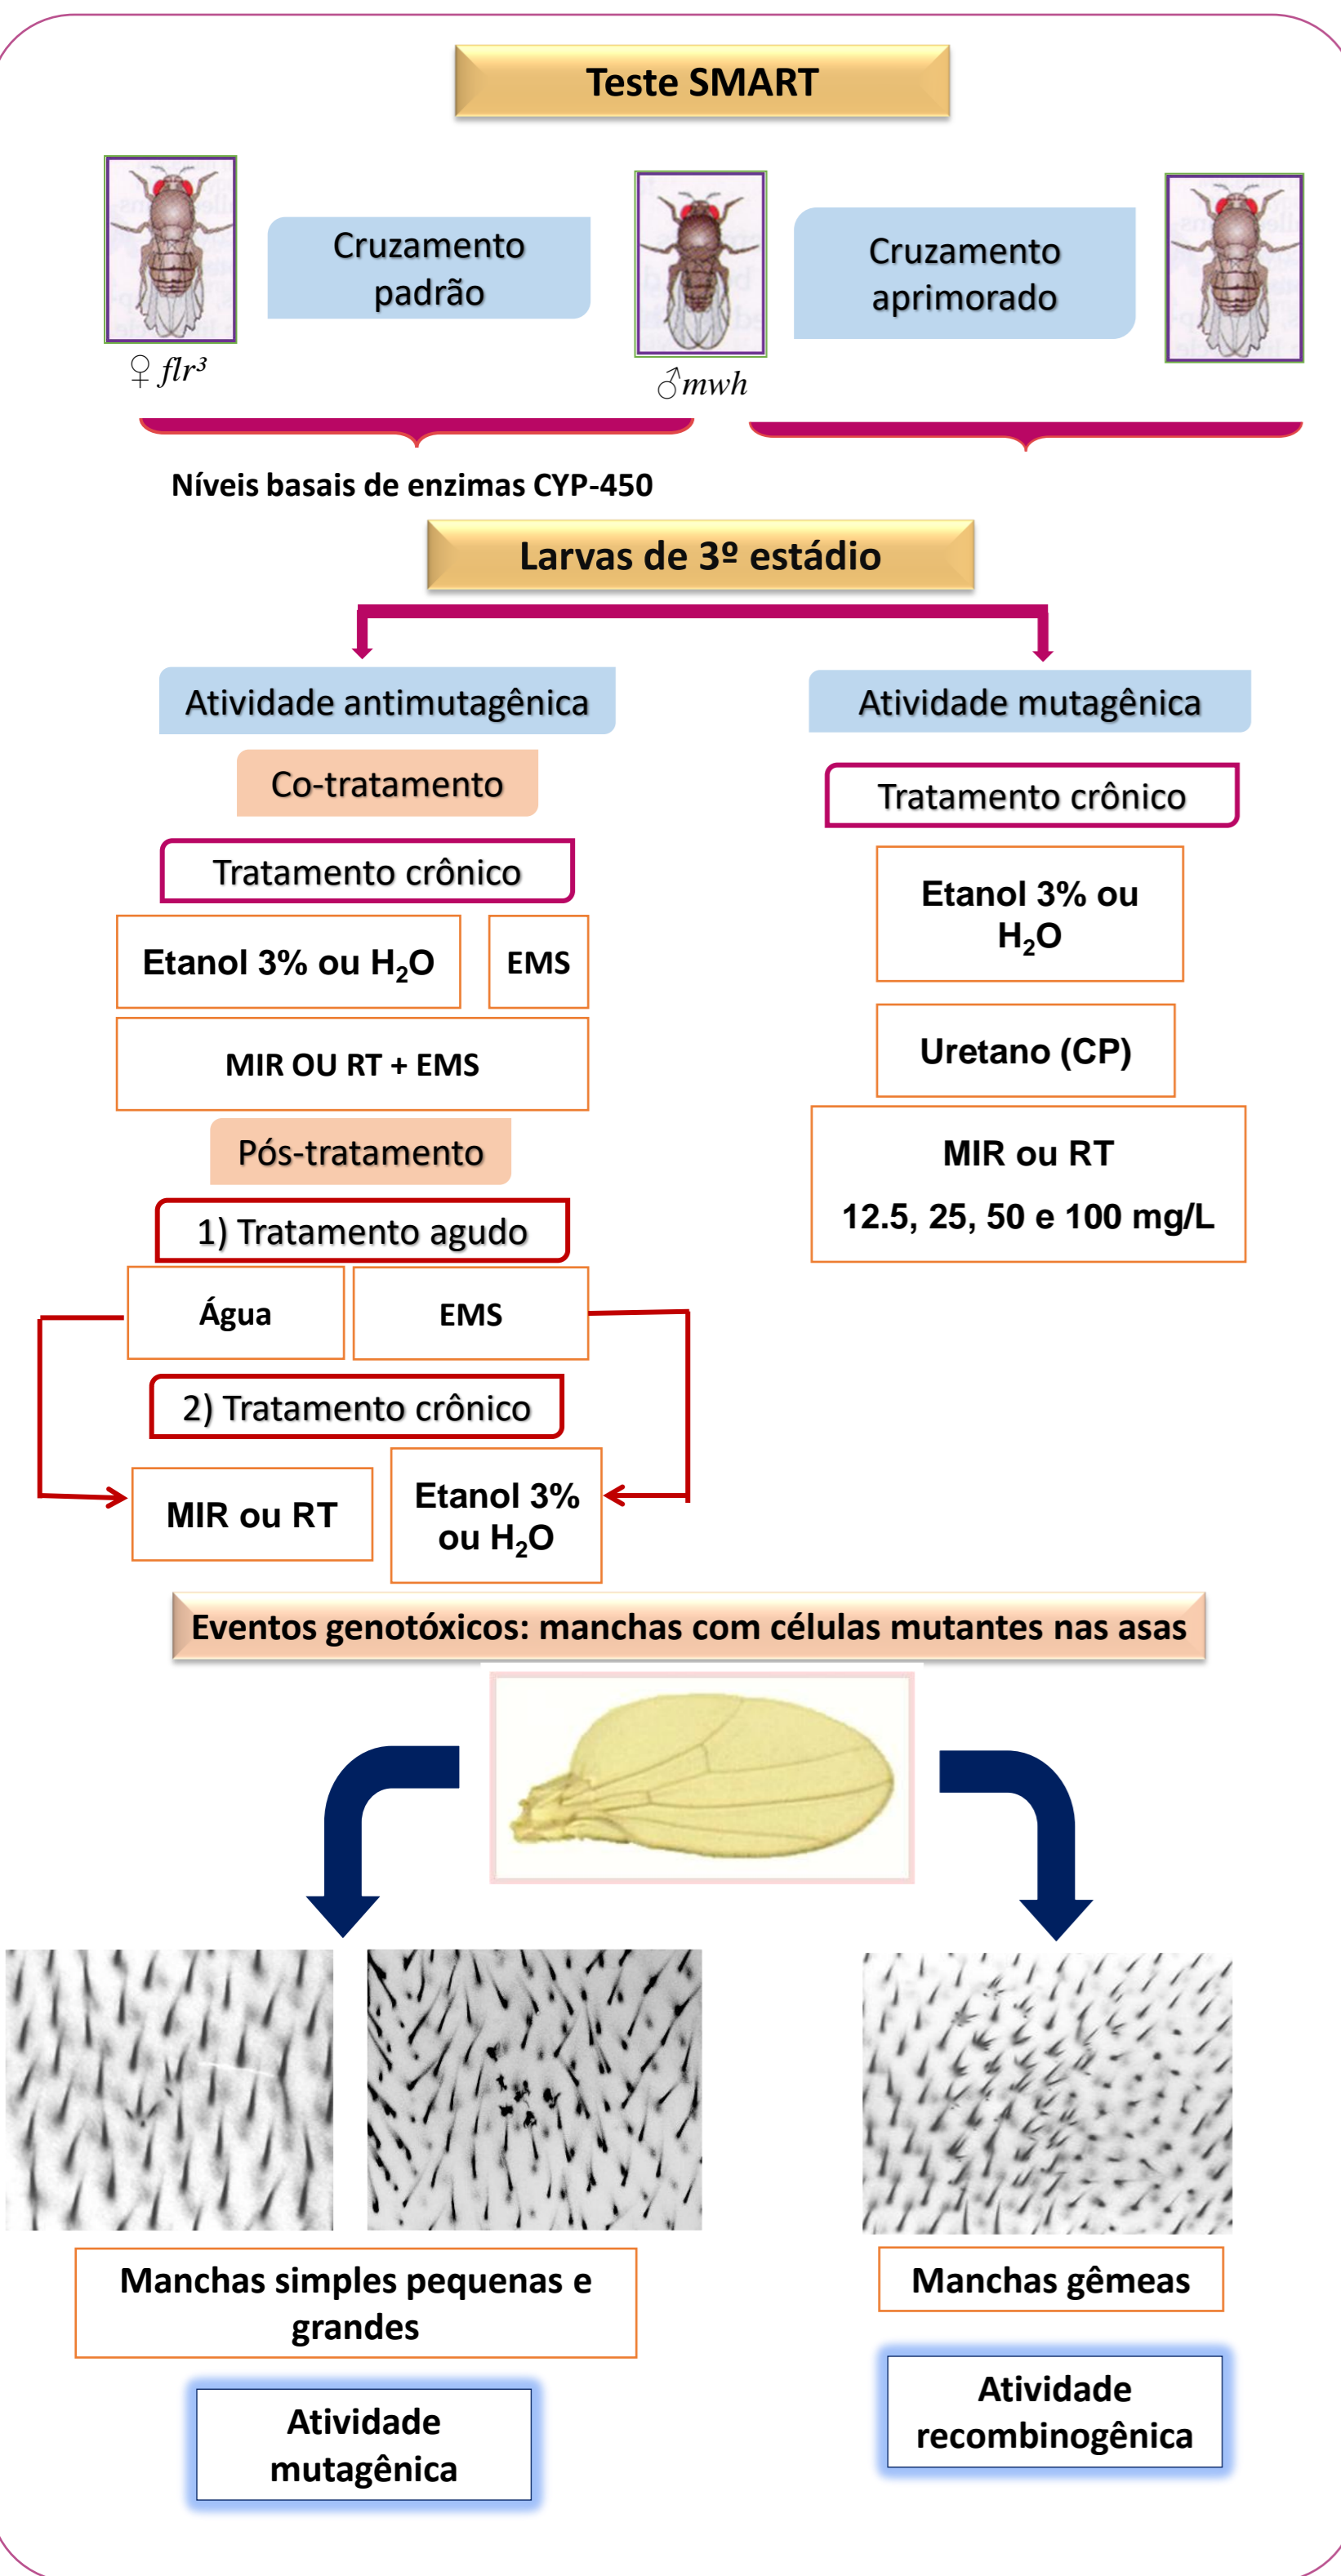 Teste SMART
Cruzamento
padrão
Cruzamento
aprimorado
♀ flr³
♂mwh
Níveis basais de enzimas CYP-450
Larvas de 3º estádio
Atividade antimutagênica
Co-tratamento
Tratamento crônico
Etanol 3% ou H₂O
EMS
MIR OU RT + EMS
Pós-tratamento
1) Tratamento agudo
Água
EMS
2) Tratamento crônico
MIR ou RT
Etanol 3%
ou H₂O
Atividade mutagênica
Tratamento crônico
Etanol 3% ou
H₂O
Uretano (CP)
MIR ou RT
12.5, 25, 50 e 100 mg/L
Eventos genotóxicos: manchas com células mutantes nas asas
Manchas simples pequenas e
grandes
Atividade
mutagênica
Manchas gêmeas
Atividade
recombinogênica